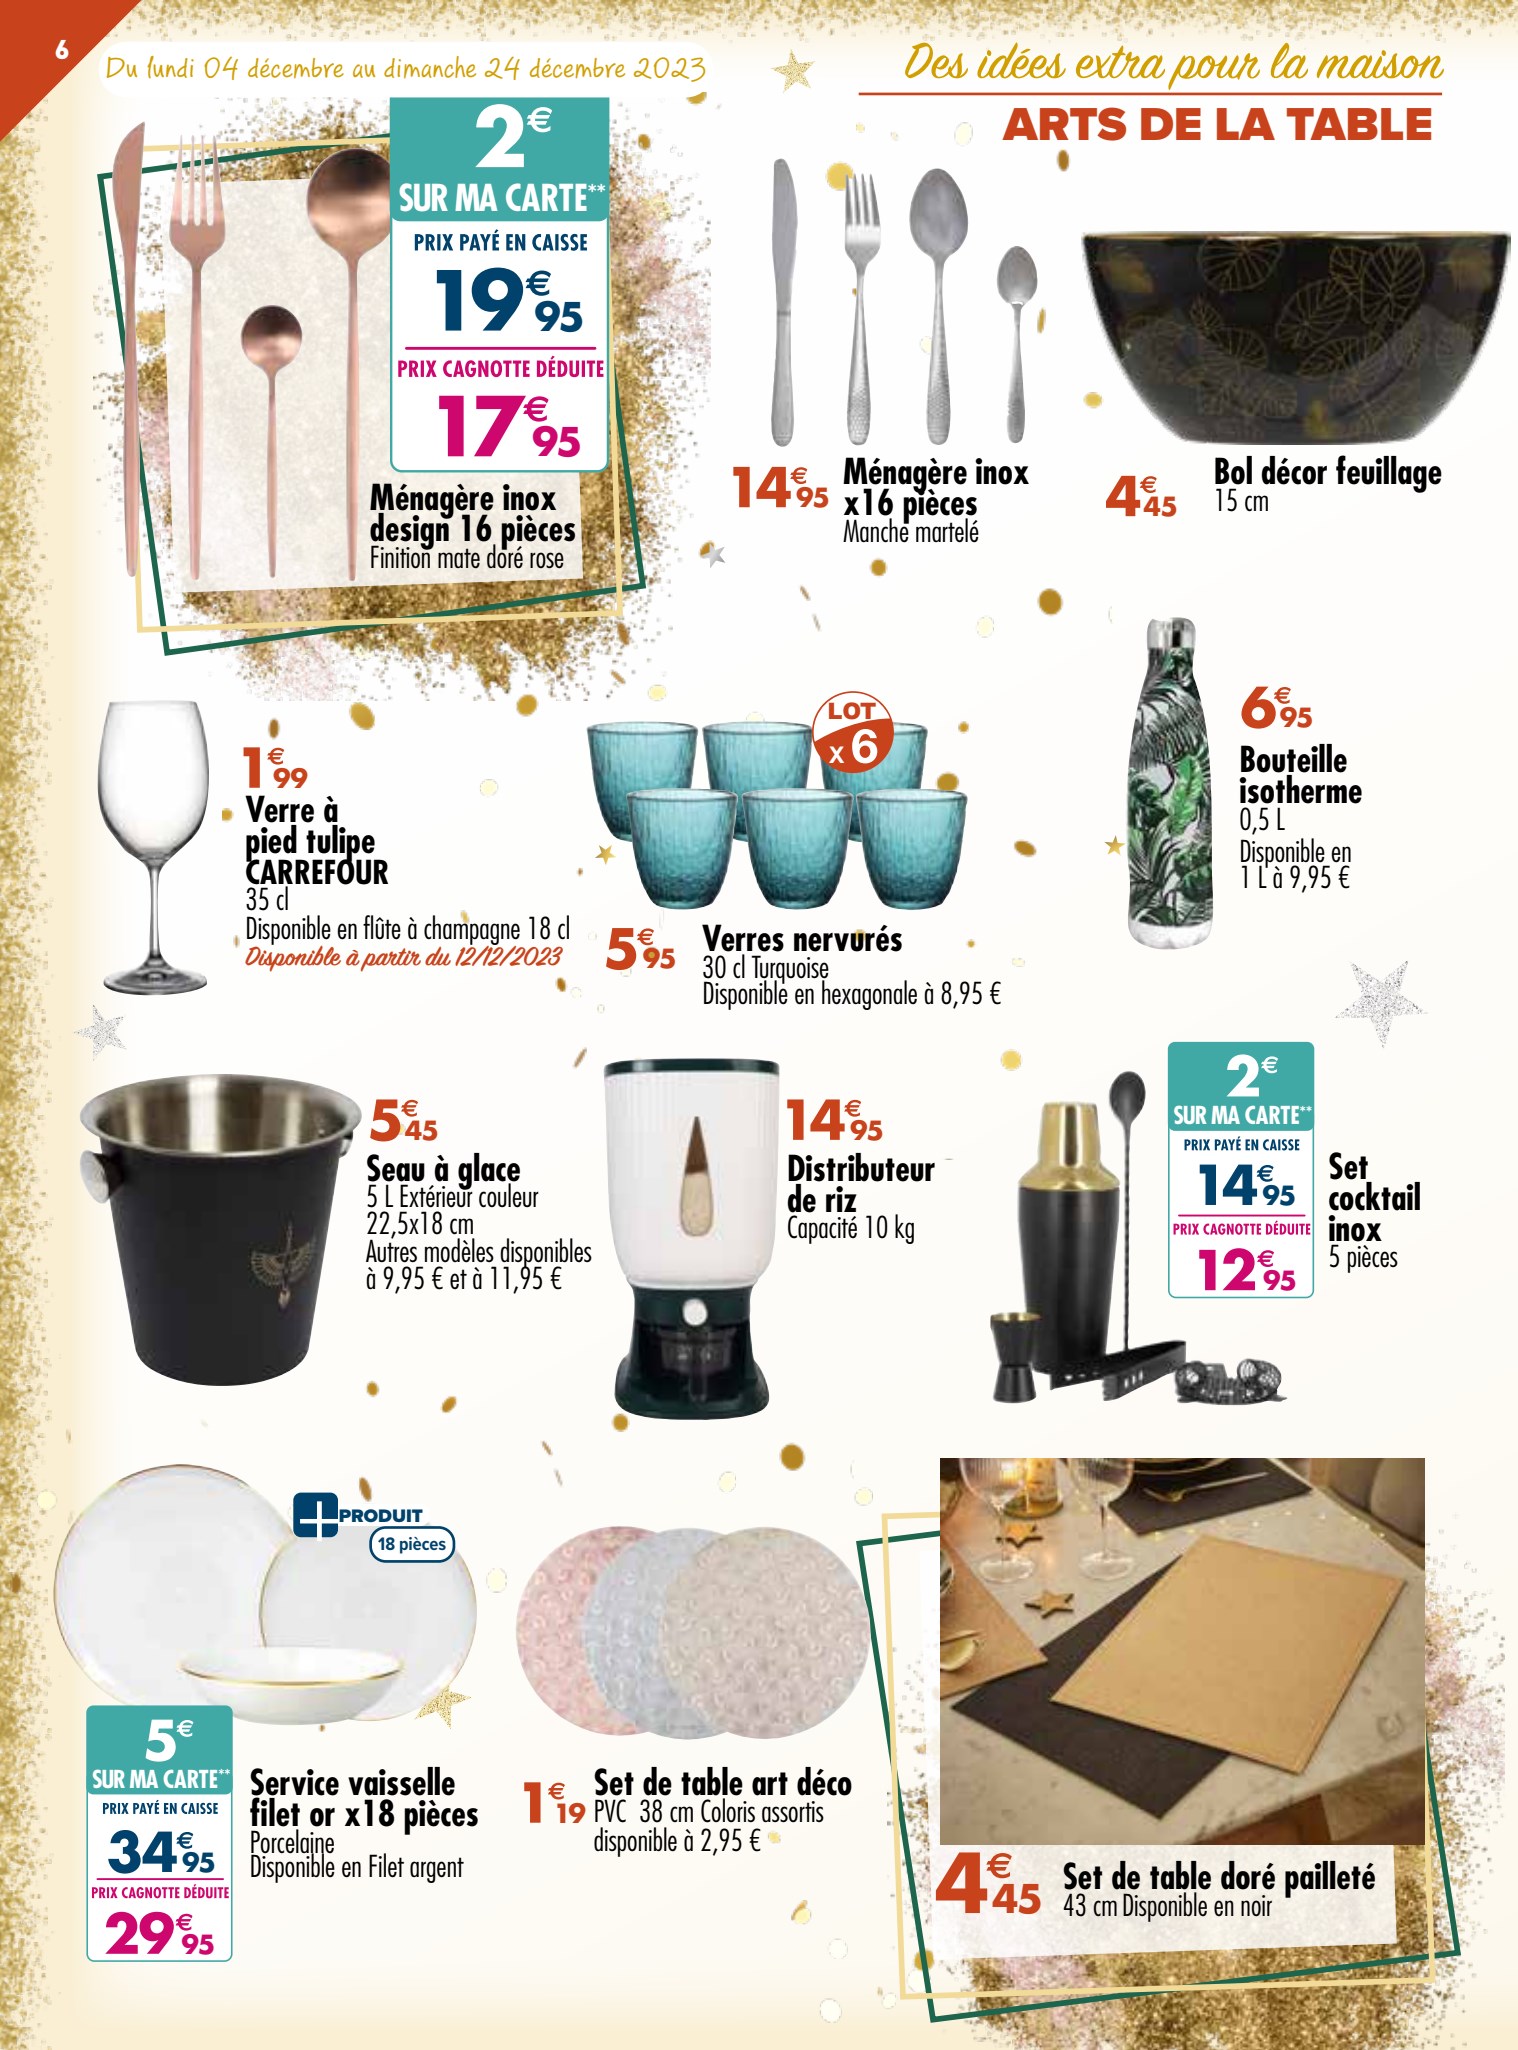 6
Du lundi 04 décembre au dimanche 24 décembre 2023
Des idées extra pour la maison
ARTS DE LA TABLE
2€
SUR MA CARTE**
PRIX PAYÉ EN CAISSE
19€95
PRIX CAGNOTTE DÉDUITE
17€95
Ménagère inox
design 16 pièces
Finition mate doré rose
14€95
Ménagère inox
x16 pièces
Manche martelé
4€45
Bol décor feuillage
15 cm
1€99
Verre à
pied tulipe
CARREFOUR
35 cl
Disponible en flûte à champagne 18 cl
Disponible à partir du 12/12/2023
LOT
x 6
5€95
Verres nervurés
30 cl Turquoise
Disponible en hexagonale à 8,95 €
6€95
Bouteille
isotherme
0,5 L
Disponible en
1 L à 9,95 €
5€45
Seau à glace
5 L Extérieur couleur
22,5x18 cm
Autres modèles disponibles
à 9,95 € et à 11,95 €
14€95
Distributeur
de riz
Capacité 10 kg
2€
SUR MA CARTE**
PRIX PAYÉ EN CAISSE
14€95
PRIX CAGNOTTE DÉDUITE
12€95
Set
cocktail
inox
5 pièces
+PRODUIT
18 pièces
5€
SUR MA CARTE**
PRIX PAYÉ EN CAISSE
34€95
PRIX CAGNOTTE DÉDUITE
29€95
Service vaisselle
filet or x18 pièces
Porcelaine
Disponible en Filet argent
1€19
Set de table art déco
PVC 38 cm Coloris assortis
disponible à 2,95 €
4€45
Set de table doré pailleté
43 cm Disponible en noir